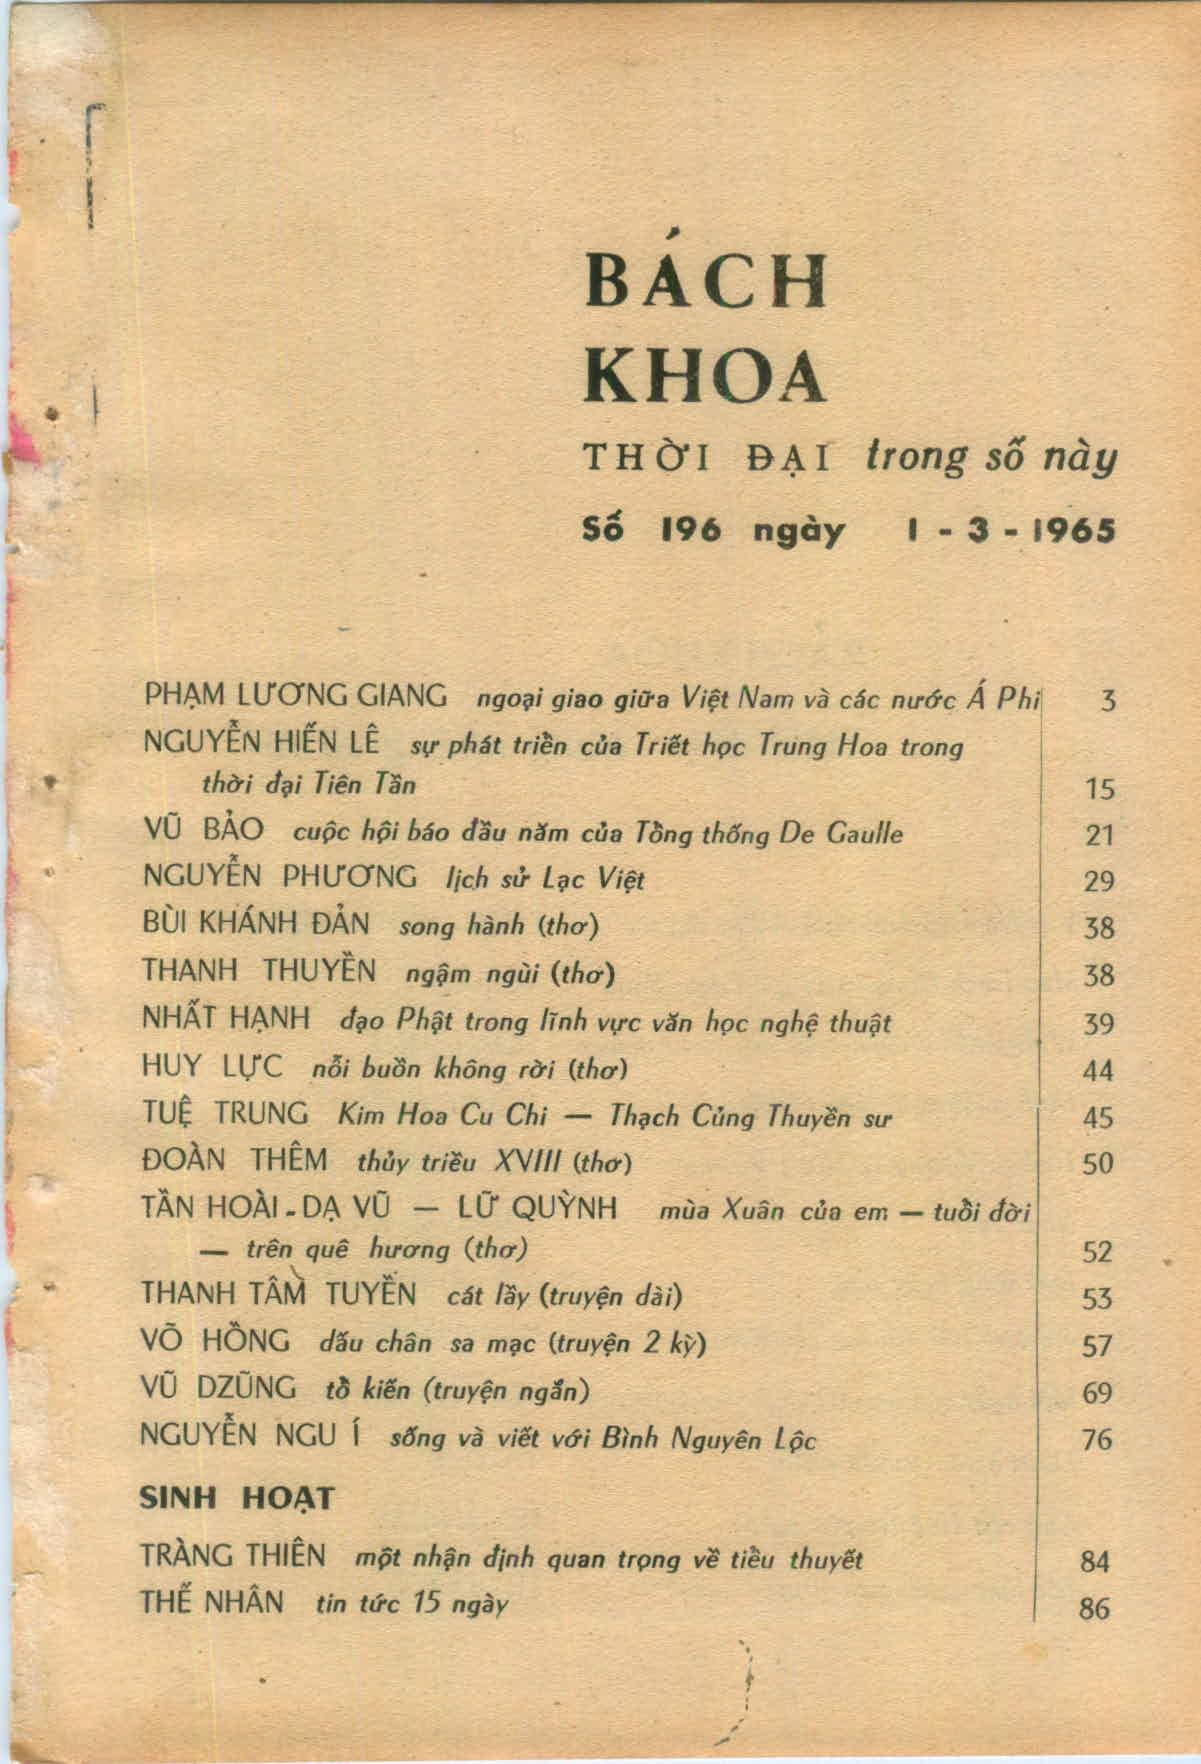 BÁCH
KHOA
THỜI ĐẠI trong số này
Số 196 ngày 1 - 3 - 1965
PHẠM LƯƠNG GIANG ngoại giao giữa Việt Nam và các nước Á Phi 3
NGUYỄN HIẾN LÊ sự phát triển của Triết học Trung Hoa trong
thời đại Tiên Tần 15
VŨ BẢO cuộc hội báo đầu năm của Tổng thống De Gaulle 21
NGUYỄN PHƯƠNG lịch sử Lạc Việt 29
BÙI KHÁNH ĐẢN song hành (thơ) 38
THANH THUYỀN ngậm ngùi (thơ) 38
NHẤT HẠNH đạo Phật trong lĩnh vực văn học nghệ thuật 39
HUY LỰC nỗi buồn không rời (thơ) 44
TUỆ TRUNG Kim Hoa Cu Chi — Thạch Củng Thuyền sư 45
ĐOÀN THÊM thủy triều XVIII (thơ) 50
TẦN HOÀI - DẠ VŨ — LỮ QUỲNH mùa Xuân của em — tuổi đời
— trên quê hương (thơ) 52
THANH TÂM TUYỀN cát lầy (truyện dài) 53
VÕ HỒNG dấu chân sa mạc (truyện 2 kỳ) 57
VŨ DZŨNG tổ kiến (truyện ngắn) 69
NGUYỄN NGU Í sống và viết với Bình Nguyên Lộc 76
SINH HOẠT
TRÀNG THIÊN một nhận định quan trọng về tiểu thuyết 84
THẾ NHÂN tin tức 15 ngày 86